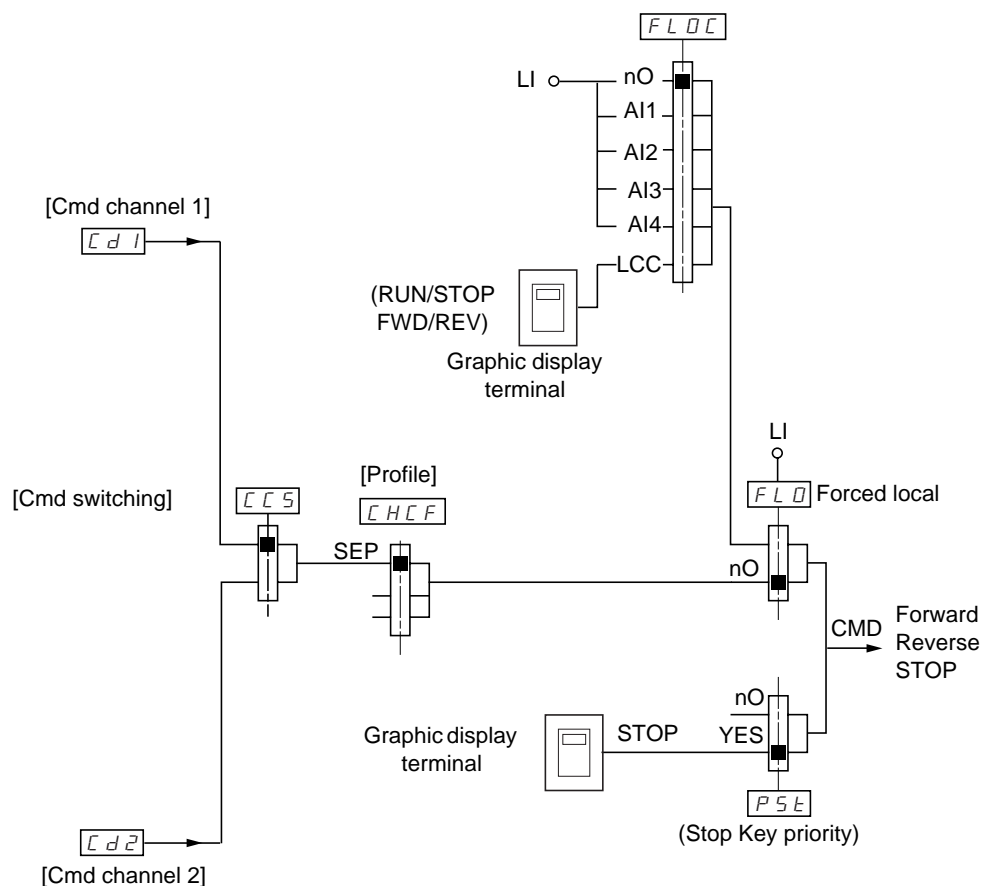 FLOC
LI
nO
AI1
AI2
AI3
AI4
LCC
[Cmd channel 1]
Cd1
(RUN/STOP
FWD/REV)
Graphic display
terminal
LI
[Cmd switching]
CCS
[Profile]
CHCF
FLO Forced local
SEP
nO
CMD
Forward
Reverse
STOP
nO
Graphic display
terminal
STOP
YES
PSt
(Stop Key priority)
Cd2
[Cmd channel 2]